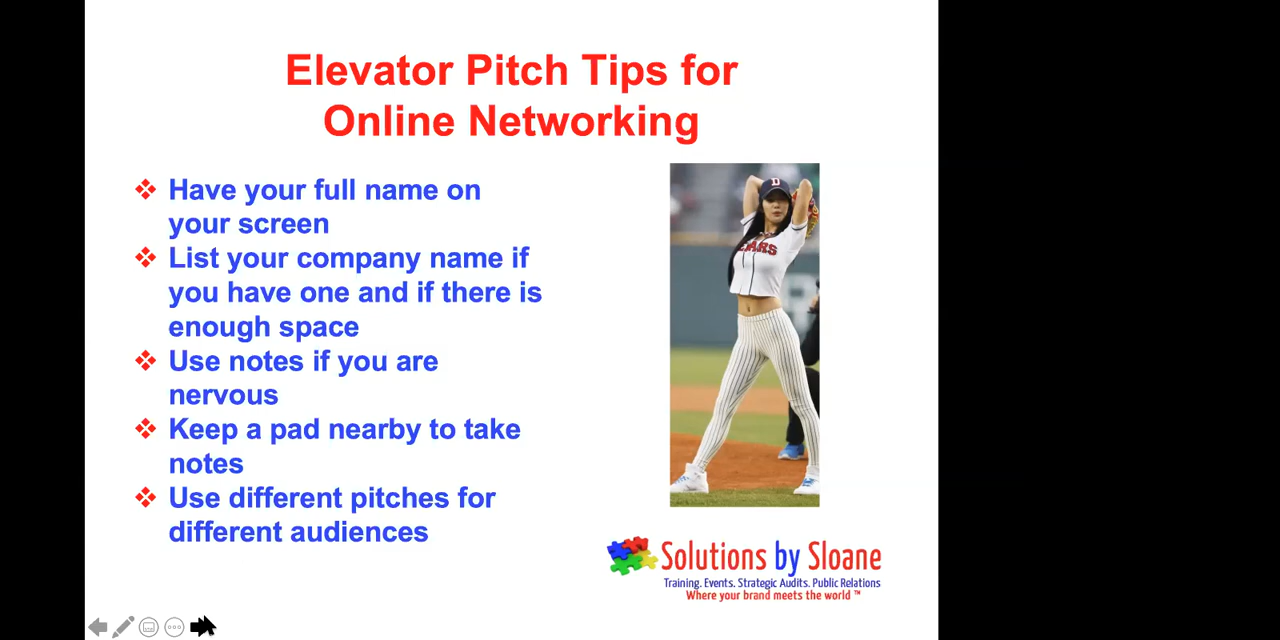 Elevator Pitch Tips for
Online Networking
Have your full name on
your screen
List your company name if
you have one and if there is
enough space
Use notes if you are
nervous
Keep a pad nearby to take
notes
Use different pitches for
different audiences
D
EARS
Solutions by Sloane
Training. Events. Strategic Audits. Public Relations
Where your brand meets the world ™